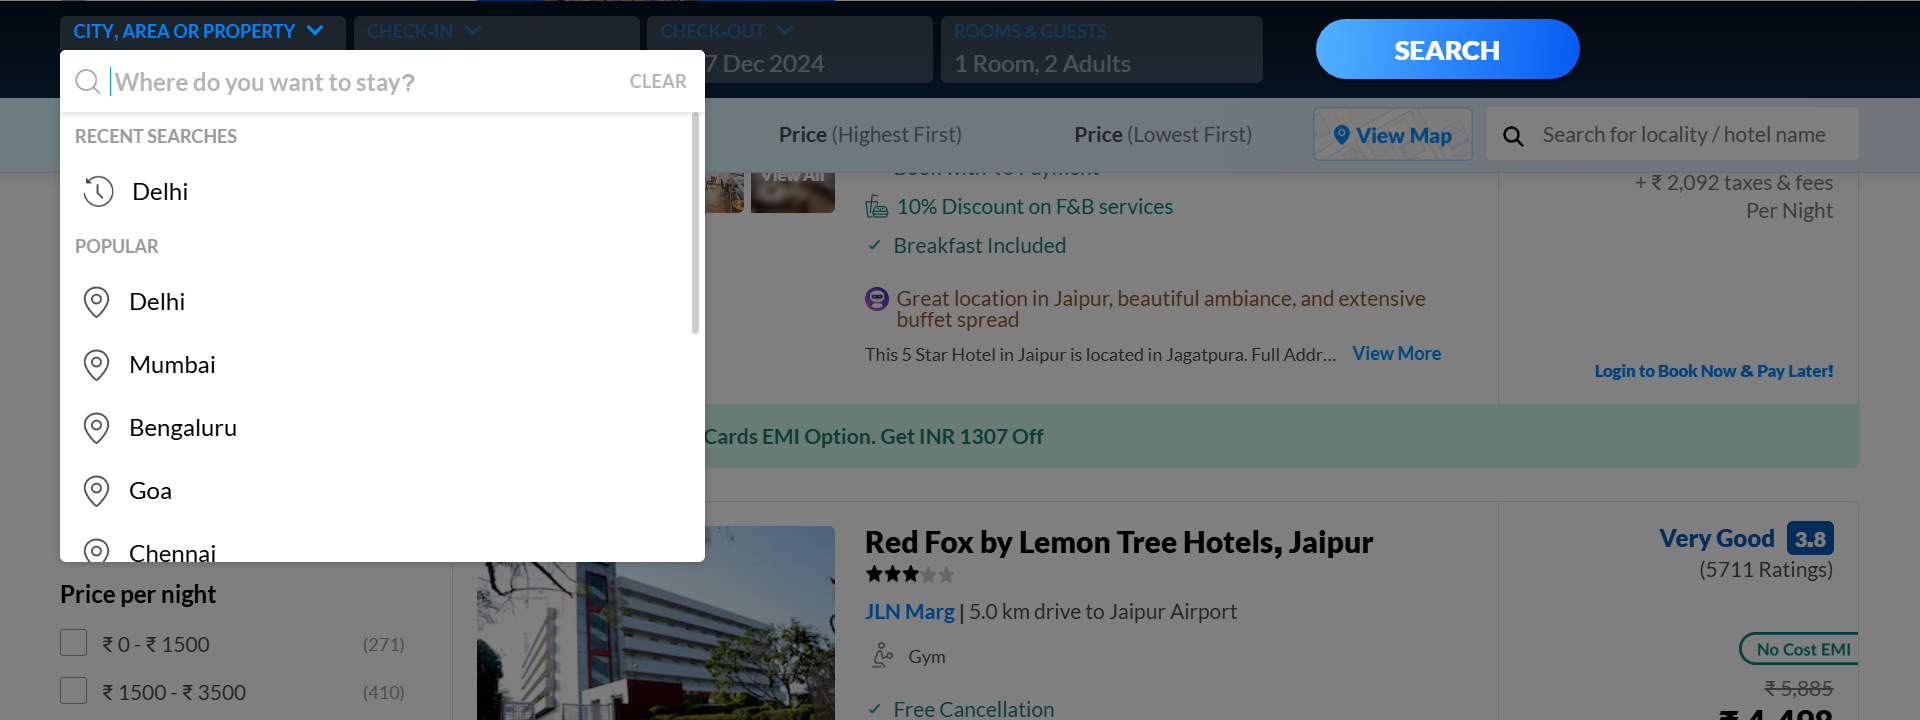 CITY, AREA OR PROPERTY
CHECK-IN
CHECK-OUT
ROOMS & GUESTS
7 Dec 2024
1 Room, 2 Adults
SEARCH
Where do you want to stay?
CLEAR
RECENT SEARCHES
Delhi
POPULAR
Delhi
Mumbai
Bengaluru
Goa
Chennai
Price (Highest First)
Price (Lowest First)
View Map
Search for locality / hotel name
View All
Book with ₹0 Payment
10% Discount on F&B services
Breakfast Included
Great location in Jaipur, beautiful ambiance, and extensive
buffet spread
This 5 Star Hotel in Jaipur is located in Jagatpura. Full Addr...
View More
+ ₹ 2,092 taxes & fees
Per Night
Login to Book Now & Pay Later!
Cards EMI Option. Get INR 1307 Off
Price per night
₹ 0 - ₹ 1500 (271)
₹ 1500 - ₹ 3500 (410)
Red Fox by Lemon Tree Hotels, Jaipur
JLN Marg | 5.0 km drive to Jaipur Airport
Gym
Free Cancellation
Very Good 3.8
(5711 Ratings)
No Cost EMI
₹ 5,885
₹ 4,498